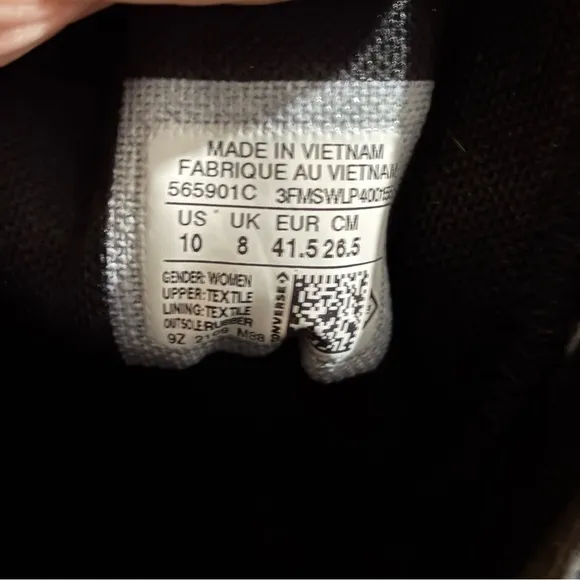 MADE IN VIETNAM
FABRIQUE AU VIETNAM
565901C
US UK EUR CM
10 8 41.5 26.5
GENDER: WOMEN
UPPER: TEXTILE
LINING: TEXTILE
OUTSOLE: RUBBER
9Z
CONVERSE